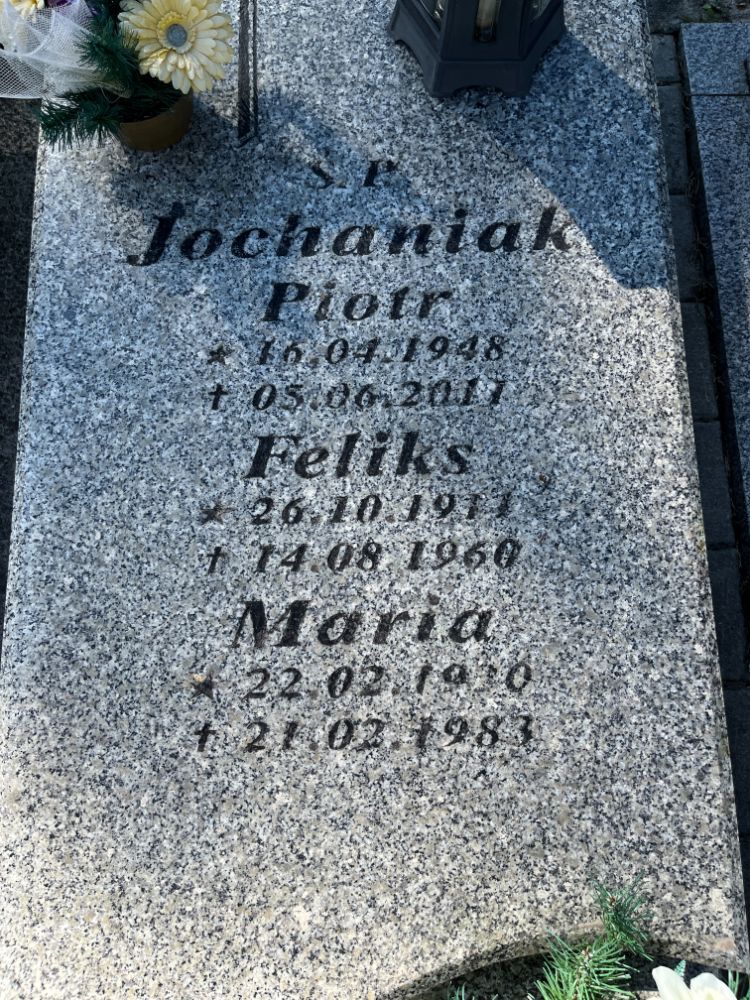 Ś.P.
Jochaniak
Piotr
★ 16.04.1948
✝ 05.06.2011
Feliks
★ 26.10.1911
✝ 14.08.1960
Maria
★ 22.02.1910
✝ 21.02.1983